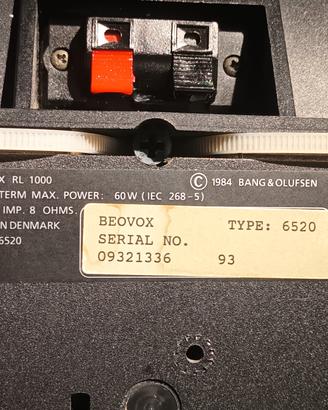 X RL 1000
© 1984 BANG & OLUFSEN
TERM MAX. POWER: 60W (IEC 268-5)
IMP. 8 OHMS.
N DENMARK
6520
BEOVOX TYPE: 6520
SERIAL NO.
09321336 93